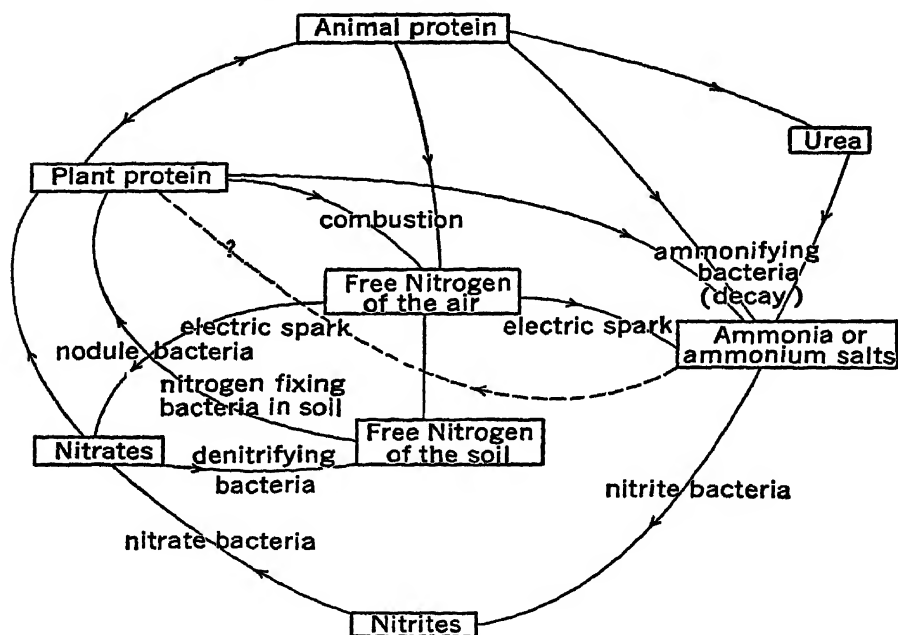 Animal protein
Urea
Plant protein
combustion
?
ammonifying
bacteria
(decay)
Free Nitrogen
of the air
electric spark
electric spark
Ammonia or
ammonium salts
nodule bacteria
nitrogen fixing
bacteria in soil
Free Nitrogen
of the soil
Nitrates
denitrifying
bacteria
nitrite bacteria
nitrate bacteria
Nitrites